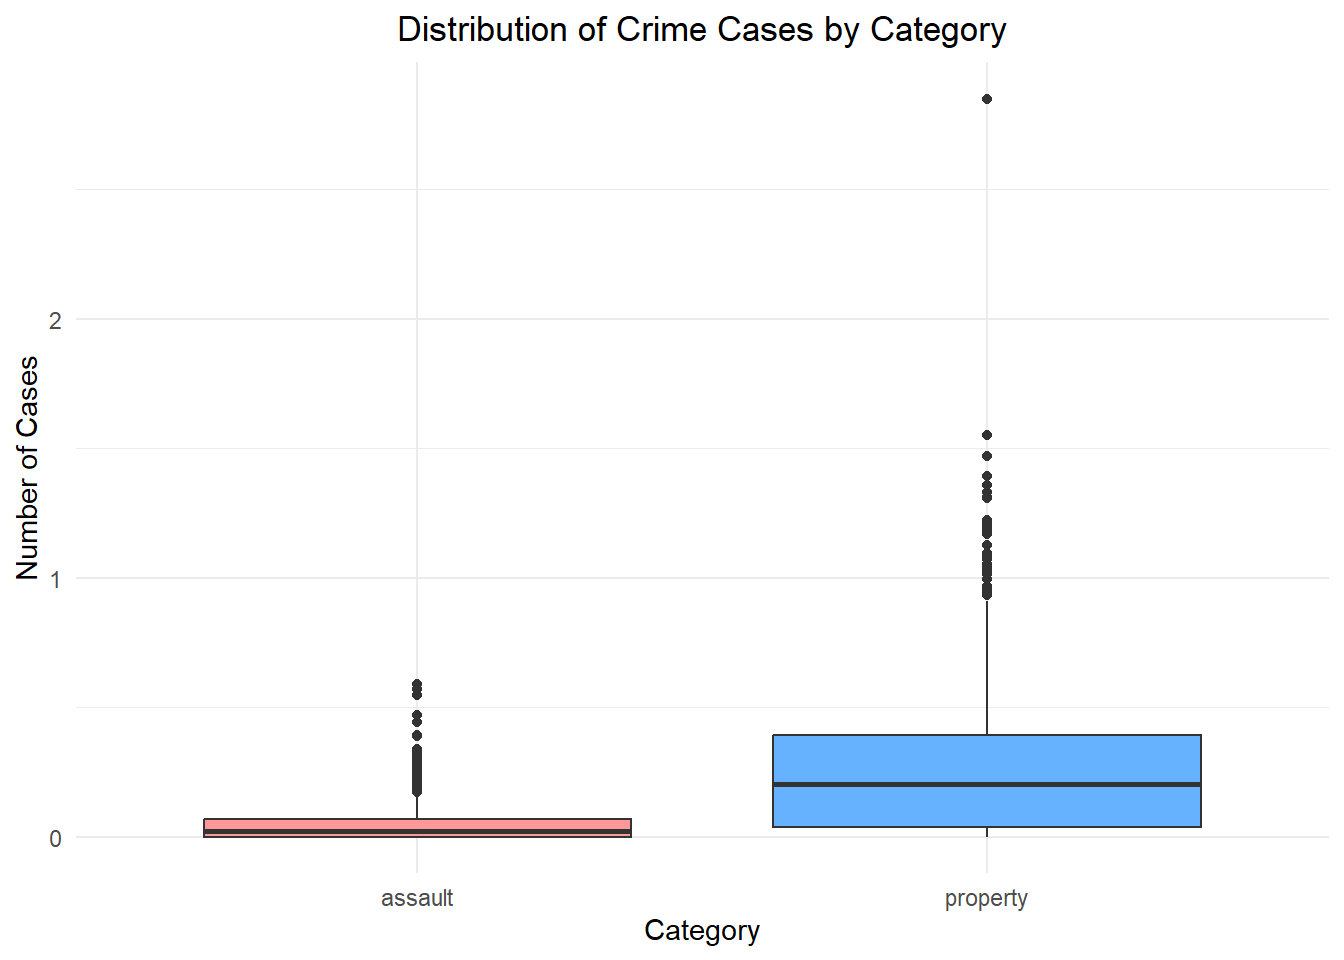 Distribution of Crime Cases by Category
Number of Cases
2
1
0
assault
property
Category